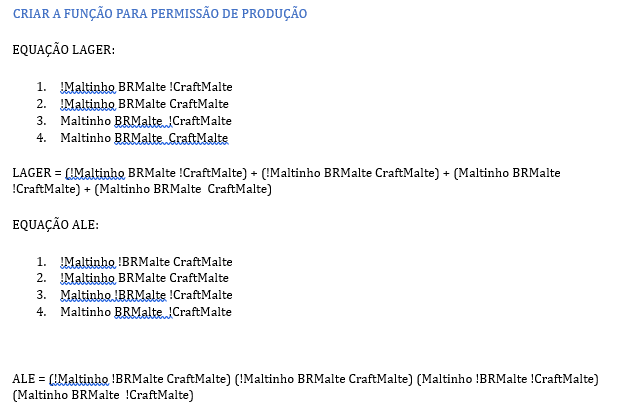 CRIAR A FUNÇÃO PARA PERMISSÃO DE PRODUÇÃO
EQUAÇÃO LAGER:
1. !Maltinho BRMalte !CraftMalte
2. !Maltinho BRMalte CraftMalte
3. Maltinho BRMalte !CraftMalte
4. Maltinho BRMalte CraftMalte
LAGER = (!Maltinho BRMalte !CraftMalte) + (!Maltinho BRMalte CraftMalte) + (Maltinho BRMalte
!CraftMalte) + (Maltinho BRMalte CraftMalte)
EQUAÇÃO ALE:
1. !Maltinho !BRMalte CraftMalte
2. !Maltinho BRMalte CraftMalte
3. Maltinho !BRMalte !CraftMalte
4. Maltinho BRMalte !CraftMalte
ALE = (!Maltinho !BRMalte CraftMalte) (!Maltinho BRMalte CraftMalte) (Maltinho !BRMalte !CraftMalte)
(Maltinho BRMalte !CraftMalte)